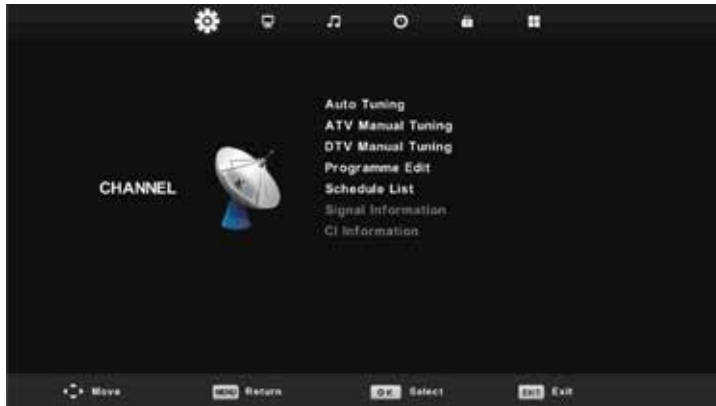 CHANNEL
Auto Tuning
ATV Manual Tuning
DTV Manual Tuning
Programme Edit
Schedule List
Signal Information
CI Information
Move
MENU Return
OK Select
EXIT Exit